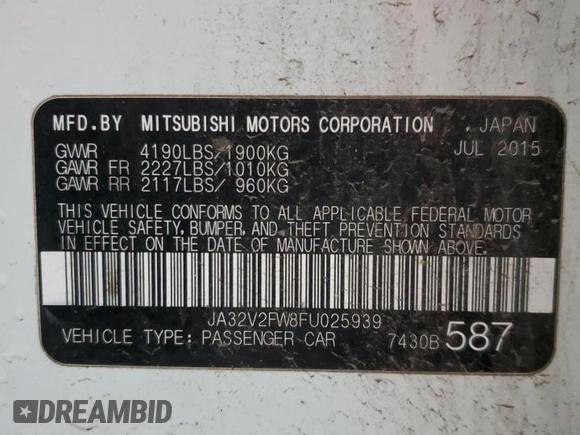 MFD.BY MITSUBISHI MOTORS CORPORATION JAPAN
GVWR 4190LBS/1900KG JUL 2015
GAWR FR 2227LBS/1010KG
GAWR RR 2117LBS/ 960KG
THIS VEHICLE CONFORMS TO ALL APPLICABLE FEDERAL MOTOR
VEHICLE SAFETY, BUMPER, AND THEFT PREVENTION STANDARDS
IN EFFECT ON THE DATE OF MANUFACTURE SHOWN ABOVE.
JA32V2FW8FU025939
VEHICLE TYPE: PASSENGER CAR 7430B 587
DREAMBID